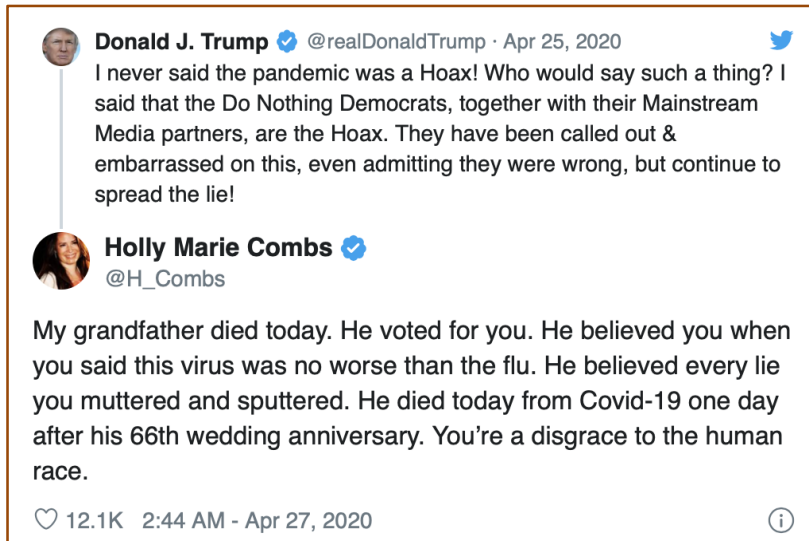 Donald J. Trump @realDonaldTrump · Apr 25, 2020
I never said the pandemic was a Hoax! Who would say such a thing? I
said that the Do Nothing Democrats, together with their Mainstream
Media partners, are the Hoax. They have been called out &
embarrassed on this, even admitting they were wrong, but continue to
spread the lie!
Holly Marie Combs
@H_Combs
My grandfather died today. He voted for you. He believed you when
you said this virus was no worse than the flu. He believed every lie
you muttered and sputtered. He died today from Covid-19 one day
after his 66th wedding anniversary. You’re a disgrace to the human
race.
12.1K 2:44 AM - Apr 27, 2020